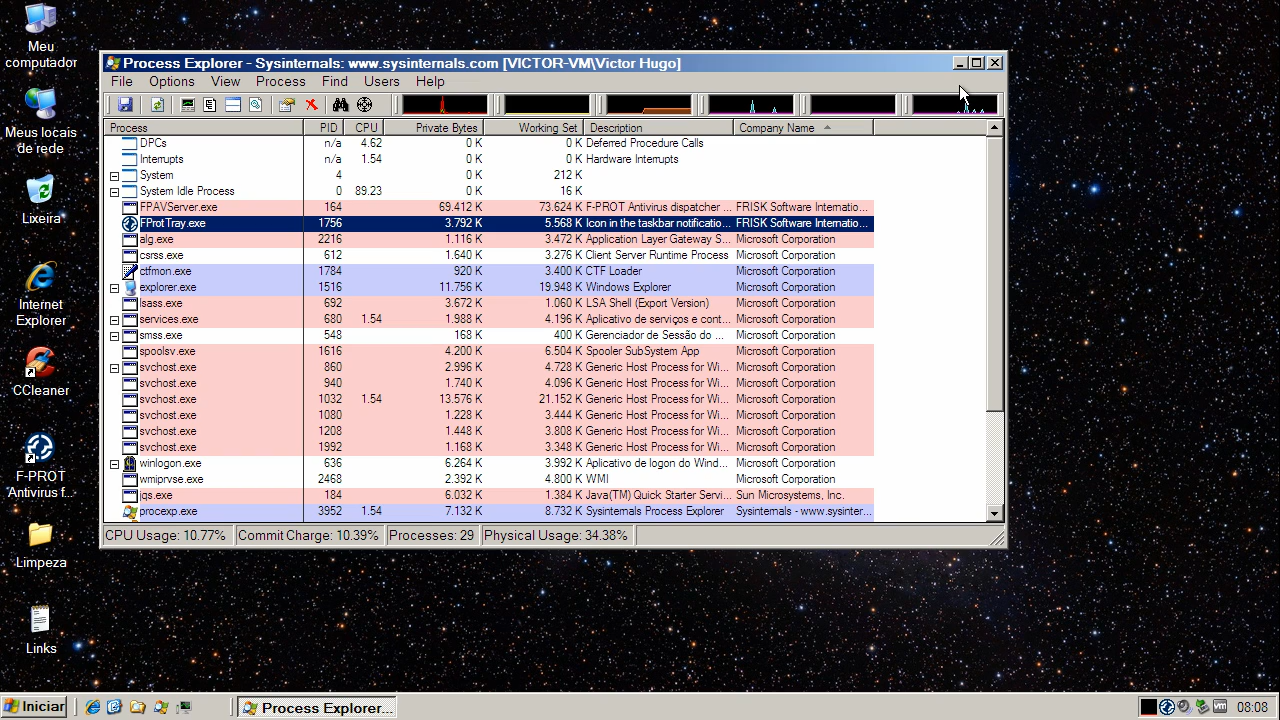 Meu
computador
Meus locais
de rede
Lixeira
Internet
Explorer
CCleaner
F-PROT
Antivirus f...
Limpeza
Links
Process Explorer - Sysinternals: www.sysinternals.com [VICTOR-VM\Victor Hugo]
File Options View Process Find Users Help
Process PID CPU Private Bytes Working Set Description Company Name
DPCs n/a 4.62 0 K 0 K Deferred Procedure Calls
Interrupts n/a 1.54 0 K 0 K Hardware Interrupts
System 4 0 K 212 K
System Idle Process 0 89.23 0 K 16 K
FPAVServer.exe 164 69.412 K 73.624 K F-PROT Antivirus dispatcher ... FRISK Software Internatio...
FProtTray.exe 1756 3.792 K 5.568 K Icon in the taskbar notificatio... FRISK Software Internatio...
alg.exe 2216 1.116 K 3.472 K Application Layer Gateway S... Microsoft Corporation
csrss.exe 612 1.640 K 3.276 K Client Server Runtime Process Microsoft Corporation
ctfmon.exe 1784 920 K 3.400 K CTF Loader Microsoft Corporation
explorer.exe 1516 11.756 K 19.948 K Windows Explorer Microsoft Corporation
lsass.exe 692 3.672 K 1.060 K LSA Shell (Export Version) Microsoft Corporation
services.exe 680 1.54 1.988 K 4.196 K Aplicativo de serviços e cont... Microsoft Corporation
smss.exe 548 168 K 400 K Gerenciador de Sessão do ... Microsoft Corporation
spoolsv.exe 1616 4.200 K 6.504 K Spooler SubSystem App Microsoft Corporation
svchost.exe 860 2.996 K 4.728 K Generic Host Process for Wi... Microsoft Corporation
svchost.exe 940 1.740 K 4.096 K Generic Host Process for Wi... Microsoft Corporation
svchost.exe 1032 1.54 13.576 K 21.152 K Generic Host Process for Wi... Microsoft Corporation
svchost.exe 1080 1.228 K 3.444 K Generic Host Process for Wi... Microsoft Corporation
svchost.exe 1208 1.448 K 3.808 K Generic Host Process for Wi... Microsoft Corporation
svchost.exe 1992 1.168 K 3.348 K Generic Host Process for Wi... Microsoft Corporation
winlogon.exe 636 6.264 K 3.992 K Aplicativo de logon do Wind... Microsoft Corporation
wmiprvse.exe 2468 2.392 K 4.800 K WMI Microsoft Corporation
jqs.exe 184 6.032 K 1.384 K Java(TM) Quick Starter Servi... Sun Microsystems, Inc.
procexp.exe 3952 1.54 7.132 K 8.732 K Sysinternals Process Explorer Sysinternals - www.sysinter...
CPU Usage: 10.77% Commit Charge: 10.39% Processes: 29 Physical Usage: 34.38%
Iniciar Process Explorer... vm 08:08